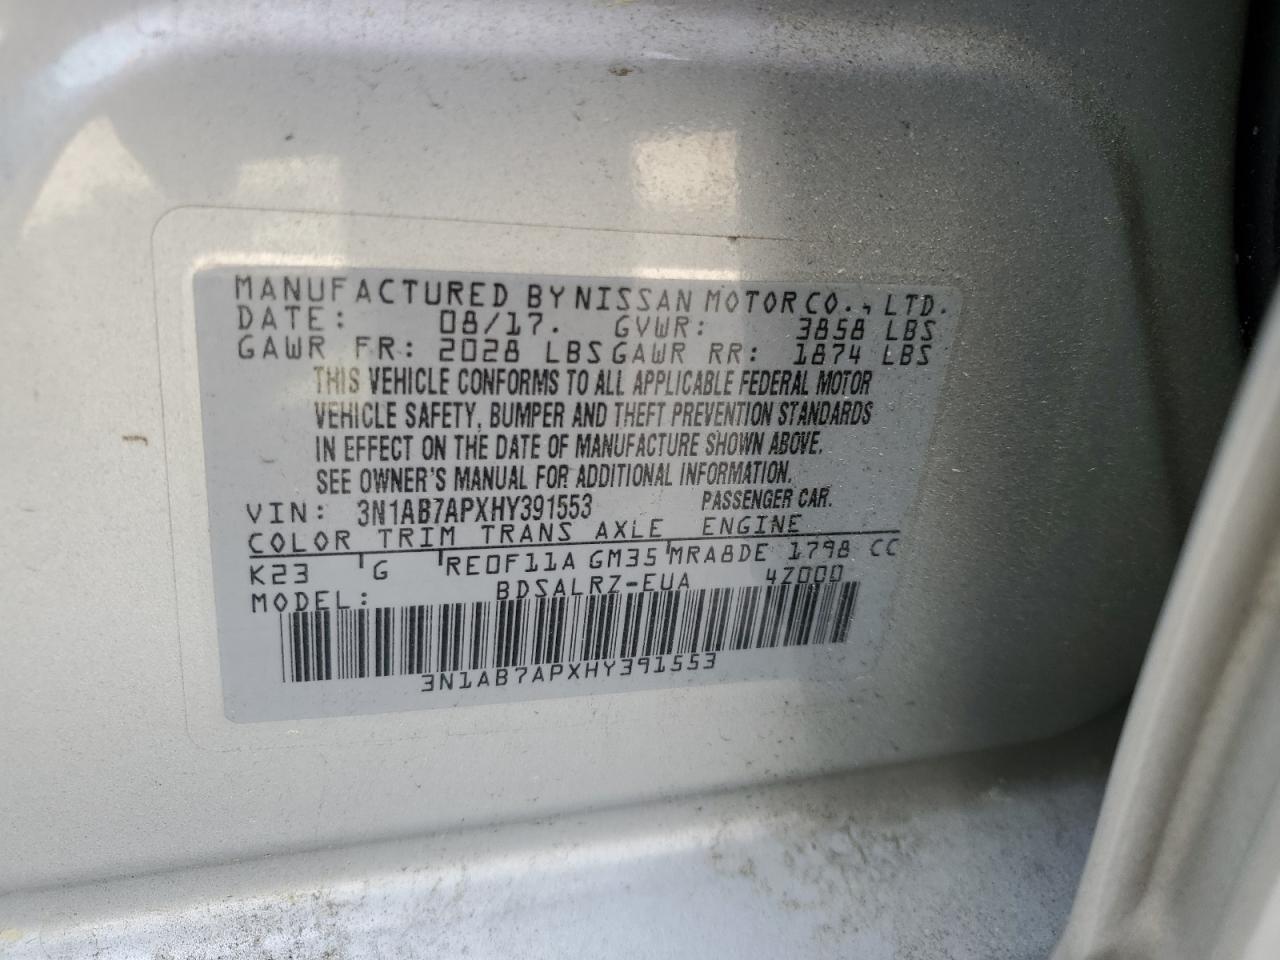 MANUFACTURED BY NISSAN MOTOR CO., LTD.
DATE: 08/17. GVWR: 3858 LBS
GAWR FR: 2028 LBS GAWR RR: 1874 LBS
THIS VEHICLE CONFORMS TO ALL APPLICABLE FEDERAL MOTOR
VEHICLE SAFETY, BUMPER AND THEFT PREVENTION STANDARDS
IN EFFECT ON THE DATE OF MANUFACTURE SHOWN ABOVE.
SEE OWNER'S MANUAL FOR ADDITIONAL INFORMATION.
VIN: 3N1AB7APXHY391553 PASSENGER CAR.
COLOR TRIM TRANS AXLE ENGINE
K23 G RE0F11A GM35 MRA8DE 1798 CC
MODEL: BDSALRZ-EUA 4Z000
3N1AB7APXHY391553